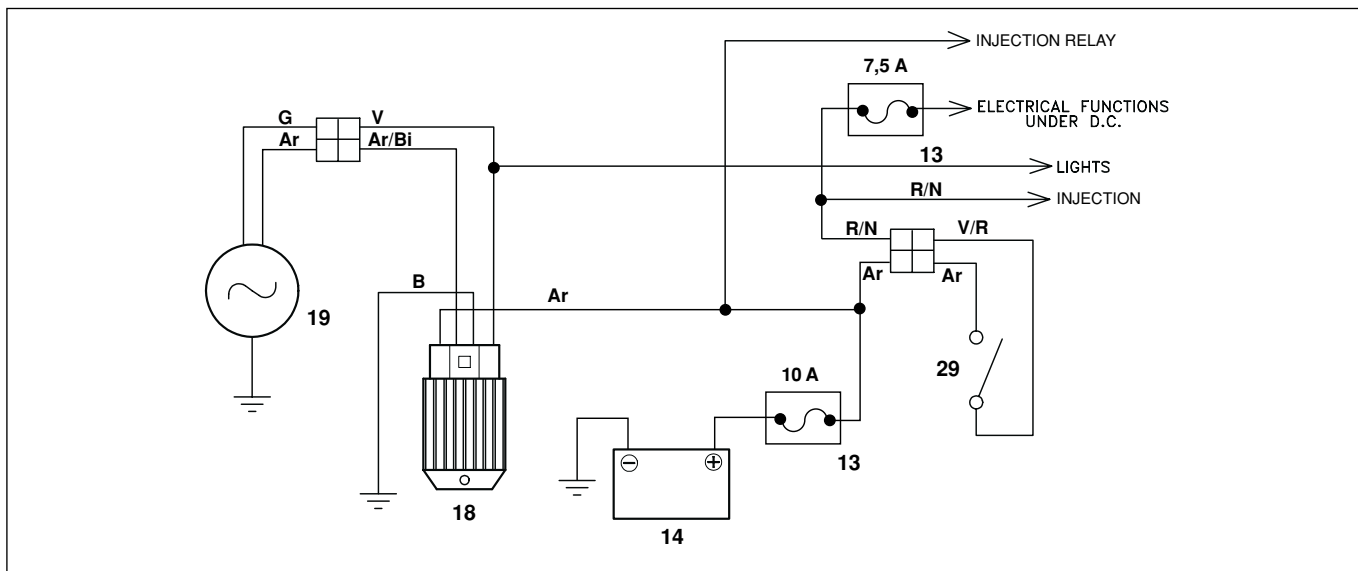 INJECTION RELAY
7,5 A
ELECTRICAL FUNCTIONS
UNDER D.C.
G
V
Ar
Ar/Bi
13
LIGHTS
R/N
INJECTION
R/N
V/R
Ar
Ar
B
Ar
19
29
10 A
13
18
14